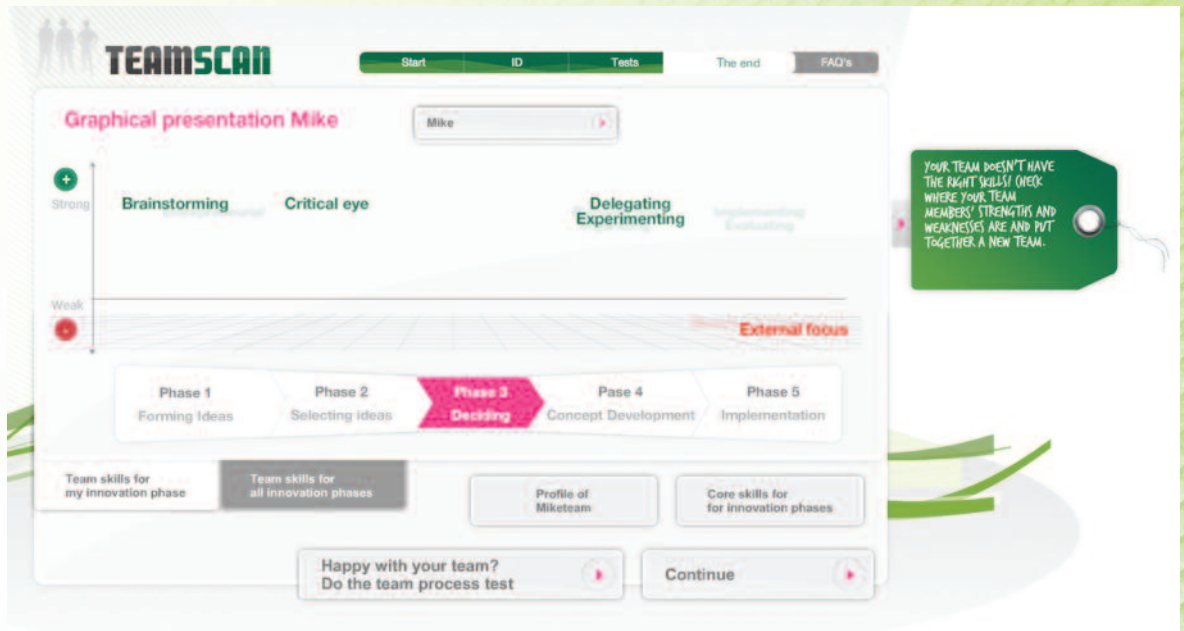 TEAMSCAN
Start ID Tests The end FAQ's
Graphical presentation Mike
Mike
+
Strong
Brainstorming
Critical eye
Delegating
Experimenting
Implementing
Evaluating
Weak
-
External focus
Phase 1
Forming Ideas
Phase 2
Selecting ideas
Phase 3
Deciding
Pase 4
Concept Development
Phase 5
Implementation
Team skills for
my innovation phase
Team skills for
all innovation phases
Profile of
Miketeam
Core skills for
for innovation phases
Happy with your team?
Do the team process test
Continue
YOUR TEAM DOESN'T HAVE
THE RIGHT SKILLS! CHECK
WHERE YOUR TEAM
MEMBERS' STRENGTHS AND
WEAKNESSES ARE AND PUT
TOGETHER A NEW TEAM.